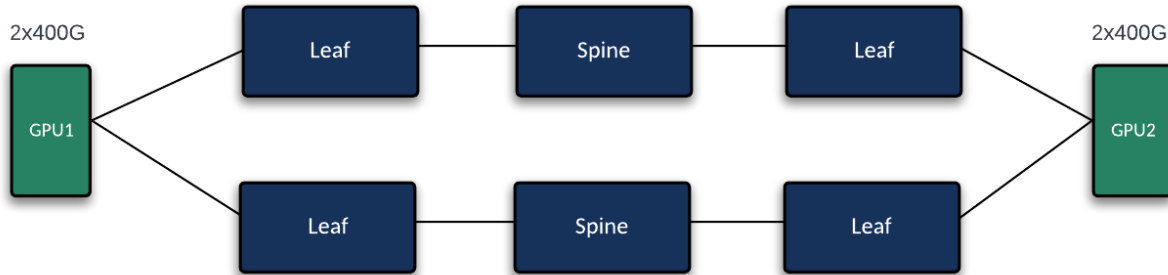 2x400G
2x400G
Leaf
Spine
Leaf
GPU1
GPU2
Leaf
Spine
Leaf